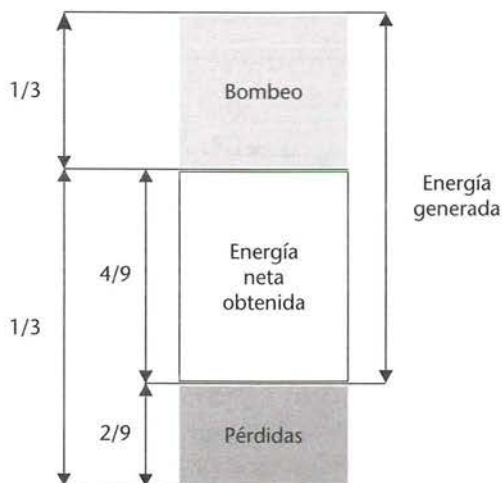 1/3
Bombeo
Energía
generada
4/9
Energía
neta
obtenida
1/3
2/9
Pérdidas